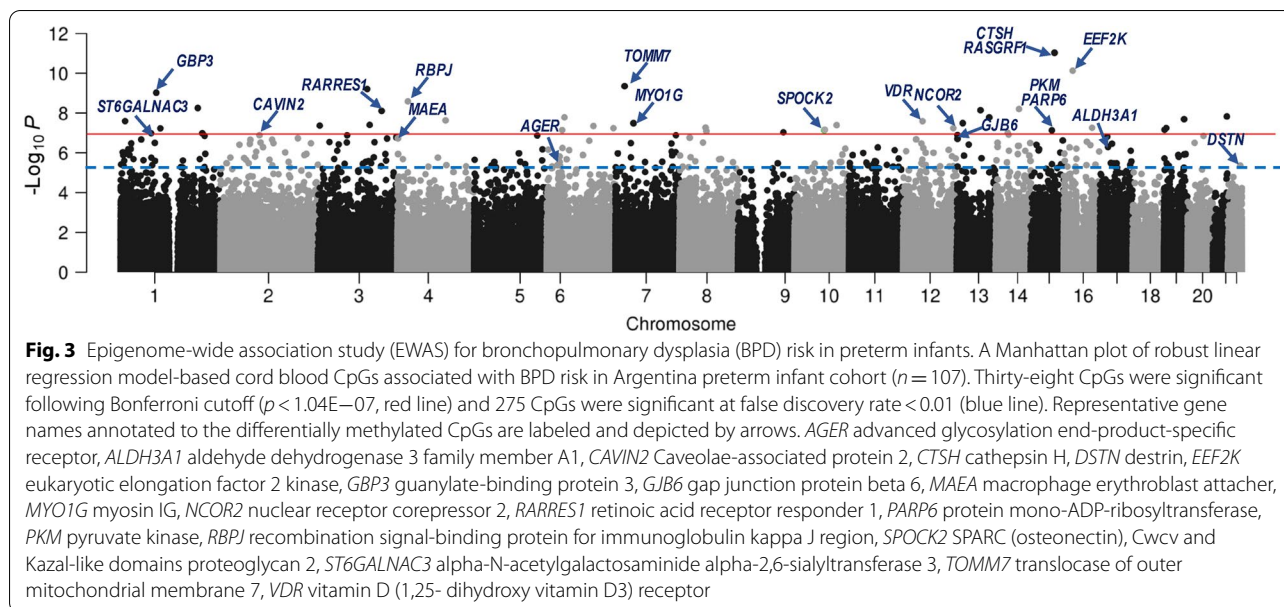 12
10
8
6
4
2
0
-Log10 P
CTSH
RASGRF1
EEF2K
GBP3
TOMM7
RBPJ
RARRES1
PKM
PARP6
ST6GALNAC3
CAVIN2
MAEA
MYO1G
SPOCK2
VDR
NCOR2
ALDH3A1
AGER
GJB6
DSTN
1 2 3 4 5 6 7 8 9 10 11 12 13 14 15 16 17 18 19 20
Chromosome
Fig. 3 Epigenome-wide association study (EWAS) for bronchopulmonary dysplasia (BPD) risk in preterm infants. A Manhattan plot of robust linear
regression model-based cord blood CpGs associated with BPD risk in Argentina preterm infant cohort (n = 107). Thirty-eight CpGs were significant
following Bonferroni cutoff (p < 1.04E−07, red line) and 275 CpGs were significant at false discovery rate < 0.01 (blue line). Representative gene
names annotated to the differentially methylated CpGs are labeled and depicted by arrows. AGER advanced glycosylation end-product-specific
receptor, ALDH3A1 aldehyde dehydrogenase 3 family member A1, CAVIN2 Caveolae-associated protein 2, CTSH cathepsin H, DSTN destrin, EEF2K
eukaryotic elongation factor 2 kinase, GBP3 guanylate-binding protein 3, GJB6 gap junction protein beta 6, MAEA macrophage erythroblast attacher,
MYO1G myosin IG, NCOR2 nuclear receptor corepressor 2, RARRES1 retinoic acid receptor responder 1, PARP6 protein mono-ADP-ribosyltransferase,
PKM pyruvate kinase, RBPJ recombination signal-binding protein for immunoglobulin kappa J region, SPOCK2 SPARC (osteonectin), Cwcv and
Kazal-like domains proteoglycan 2, ST6GALNAC3 alpha-N-acetylgalactosaminide alpha-2,6-sialyltransferase 3, TOMM7 translocase of outer
mitochondrial membrane 7, VDR vitamin D (1,25- dihydroxy vitamin D3) receptor